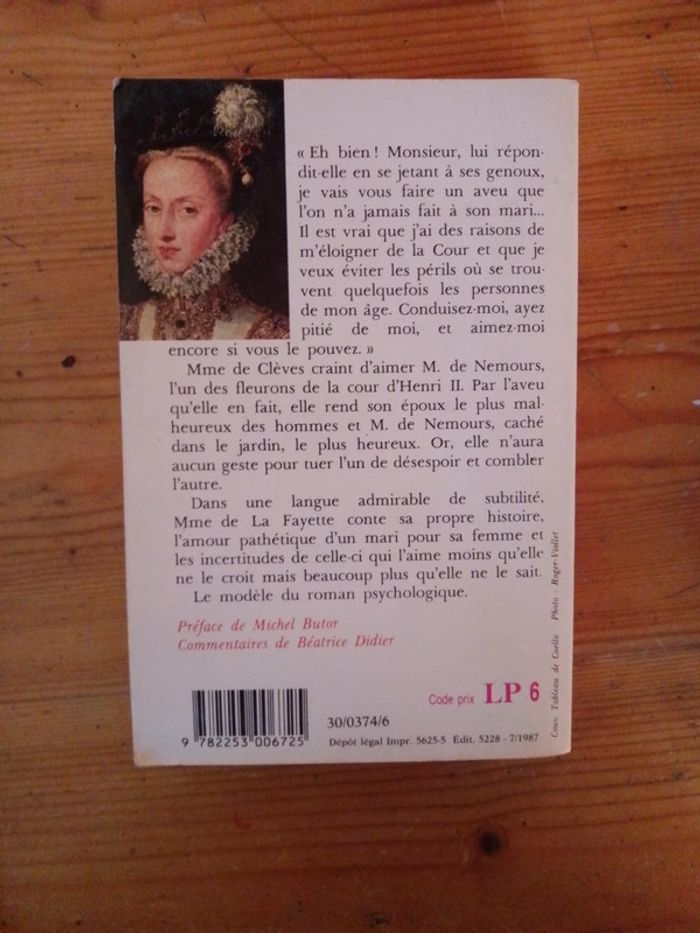 « Eh bien ! Monsieur, lui répon-
dit-elle en se jetant à ses genoux,
je vais vous faire un aveu que
l'on n'a jamais fait à son mari...
Il est vrai que j'ai des raisons de
m'éloigner de la Cour et que je
veux éviter les périls où se trou-
vent quelquefois les personnes
de mon âge. Conduisez-moi, ayez
pitié de moi, et aimez-moi
encore si vous le pouvez. »
Mme de Clèves craint d'aimer M. de Nemours,
l'un des fleurons de la cour d'Henri II. Par l'aveu
qu'elle en fait, elle rend son époux le plus mal-
heureux des hommes et M. de Nemours, caché
dans le jardin, le plus heureux. Or, elle n'aura
aucun geste pour tuer l'un de désespoir et combler
l'autre.
Dans une langue admirable de subtilité,
Mme de La Fayette conte sa propre histoire,
l'amour pathétique d'un mari pour sa femme et
les incertitudes de celle-ci qui l'aime moins qu'elle
ne le croit mais beaucoup plus qu'elle ne le sait.
Le modèle du roman psychologique.
Préface de Michel Butor
Commentaires de Béatrice Didier
Code prix LP 6
30/0374/6
9 782253 006725
Dépôt légal Impr. 5625-5 Edit. 5228 - 7/1987
Couv. Tableau de Coëllo Photo : Roger-Viollet